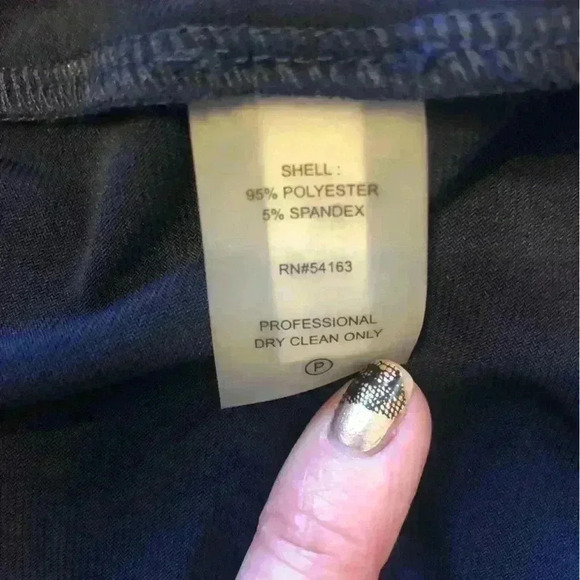 SHELL :
95% POLYESTER
5% SPANDEX
RN#54163
PROFESSIONAL
DRY CLEAN ONLY
P